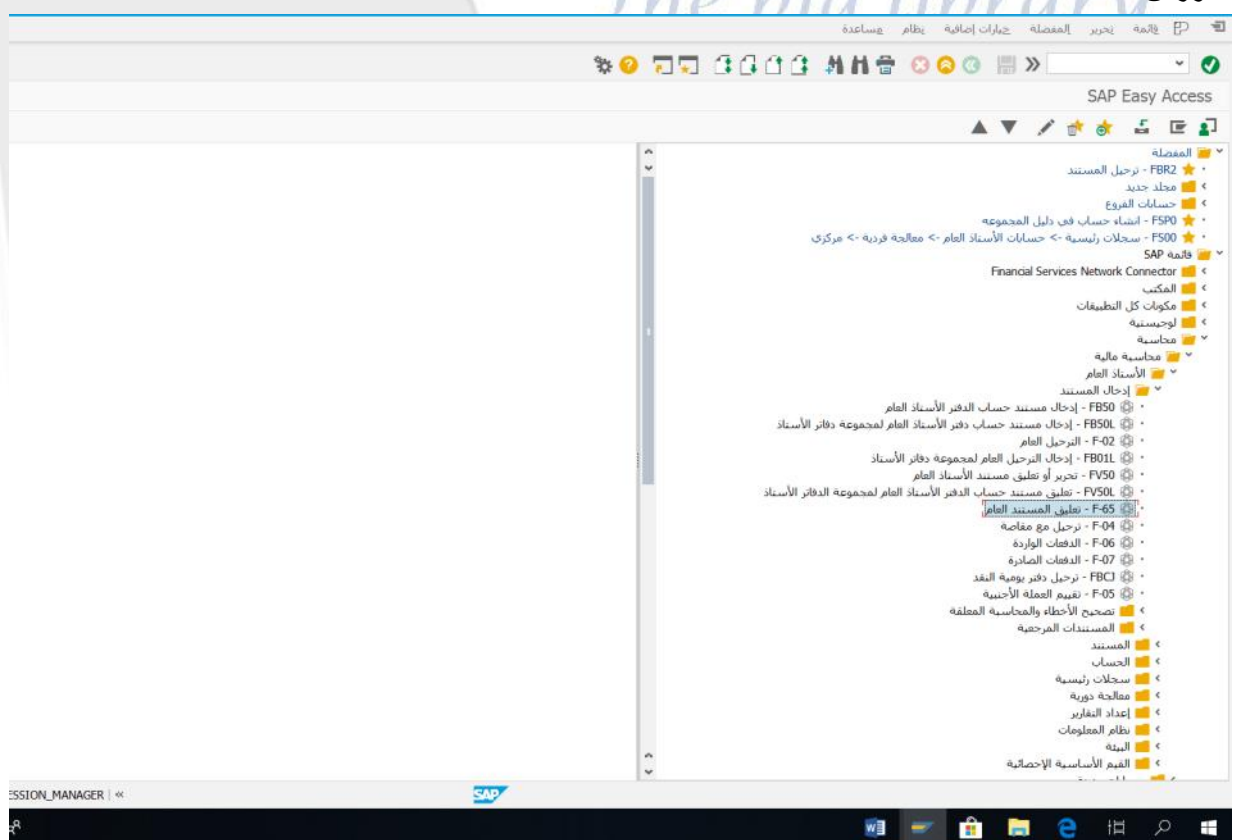 The big library
قائمة تحرير المفضلة خيارات إضافية نظام مساعدة
SAP Easy Access
المفضلة
FBR2 - ترحيل المستند
مجلد جديد
حسابات الفروع
FSP0 - انشاء حساب في دليل المجموعه
FS00 - سجلات رئيسية -> حسابات الأستاذ العام -> معالجة فردية -> مركزي
قائمة SAP
Financial Services Network Connector
المكتب
مكونات كل التطبيقات
لوجيستية
محاسبة
محاسبة مالية
الأستاذ العام
إدخال المستند
FB50 - إدخال مستند حساب الدفتر الأستاذ العام
FB50L - إدخال مستند حساب دفتر الأستاذ العام لمجموعة دفاتر الأستاذ
F-02 - الترحيل العام
FB01L - إدخال الترحيل العام لمجموعة دفاتر الأستاذ
FV50 - تحرير أو تعليق مستند الأستاذ العام
FV50L - تعليق مستند حساب الدفتر الأستاذ العام لمجموعة الدفاتر الأستاذ
F-65 - تعليق المستند العام
F-04 - ترحيل مع مقاصة
F-06 - الدفعات الواردة
F-07 - الدفعات الصادرة
FBCJ - ترحيل دفتر يومية النقد
F-05 - تقييم العملة الأجنبية
تصحيح الأخطاء والمحاسبة المعلقة
المستندات المرجعية
المستند
الحساب
سجلات رئيسية
معالجة دورية
إعداد التقارير
نظام المعلومات
البيئة
القيم الأساسية الإحصائية
ESSION_MANAGER
SAP